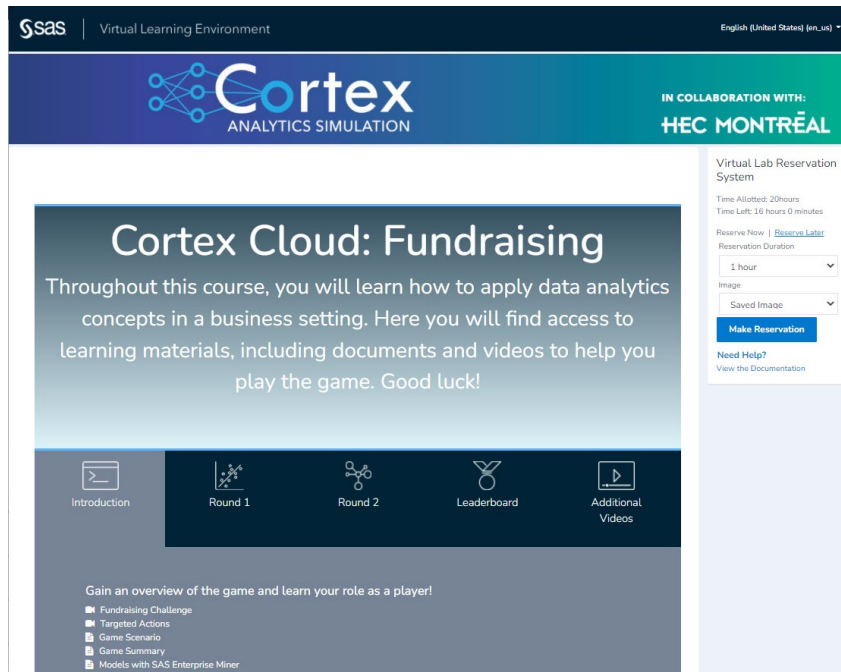 sas
Virtual Learning Environment
English (United States) (en_us)
Cortex
ANALYTICS SIMULATION
IN COLLABORATION WITH:
HEC MONTRĒAL
Cortex Cloud: Fundraising
Throughout this course, you will learn how to apply data analytics
concepts in a business setting. Here you will find access to
learning materials, including documents and videos to help you
play the game. Good luck!
Introduction
Round 1
Round 2
Leaderboard
Additional
Videos
Gain an overview of the game and learn your role as a player!
Fundraising Challenge
Targeted Actions
Game Scenario
Game Summary
Models with SAS Enterprise Miner
Virtual Lab Reservation
System
Time Allotted: 20hours
Time Left: 16 hours 0 minutes
Reserve Now | Reserve Later
Reservation Duration
1 hour
Image
Saved Image
Make Reservation
Need Help?
View the Documentation